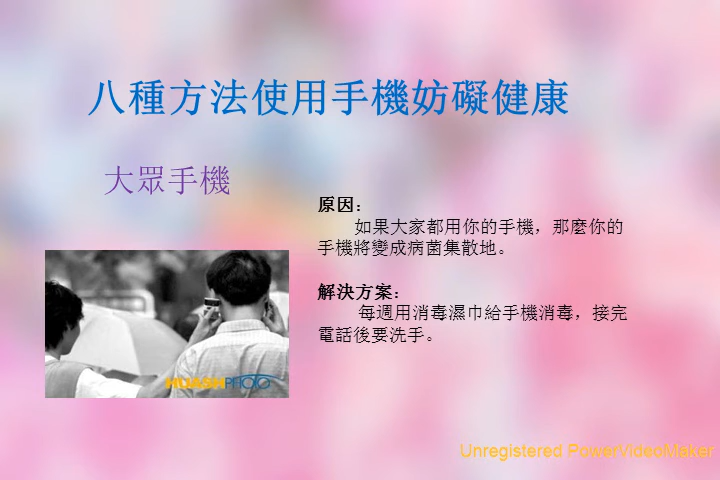 八種方法使用手機妨礙健康
大眾手機
原因：
如果大家都用你的手機，那麼你的
手機將變成病菌集散地。
解決方案：
每週用消毒濕巾給手機消毒，接完
電話後要洗手。
HUASHPHOTO
Unregistered PowerVideoMaker